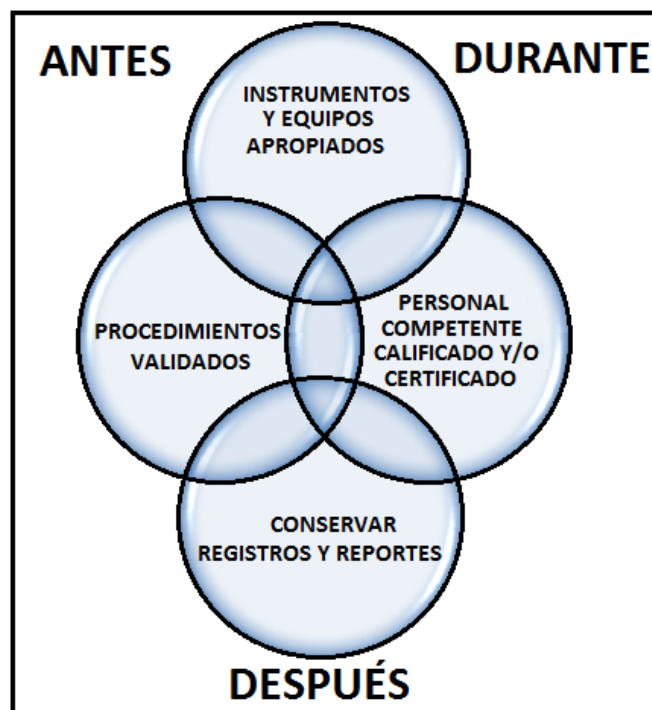 ANTES
DURANTE
INSTRUMENTOS
Y EQUIPOS
APROPIADOS
PROCEDIMIENTOS
VALIDADOS
PERSONAL
COMPETENTE
CALIFICADO Y/O
CERTIFICADO
CONSERVAR
REGISTROS Y REPORTES
DESPUÉS